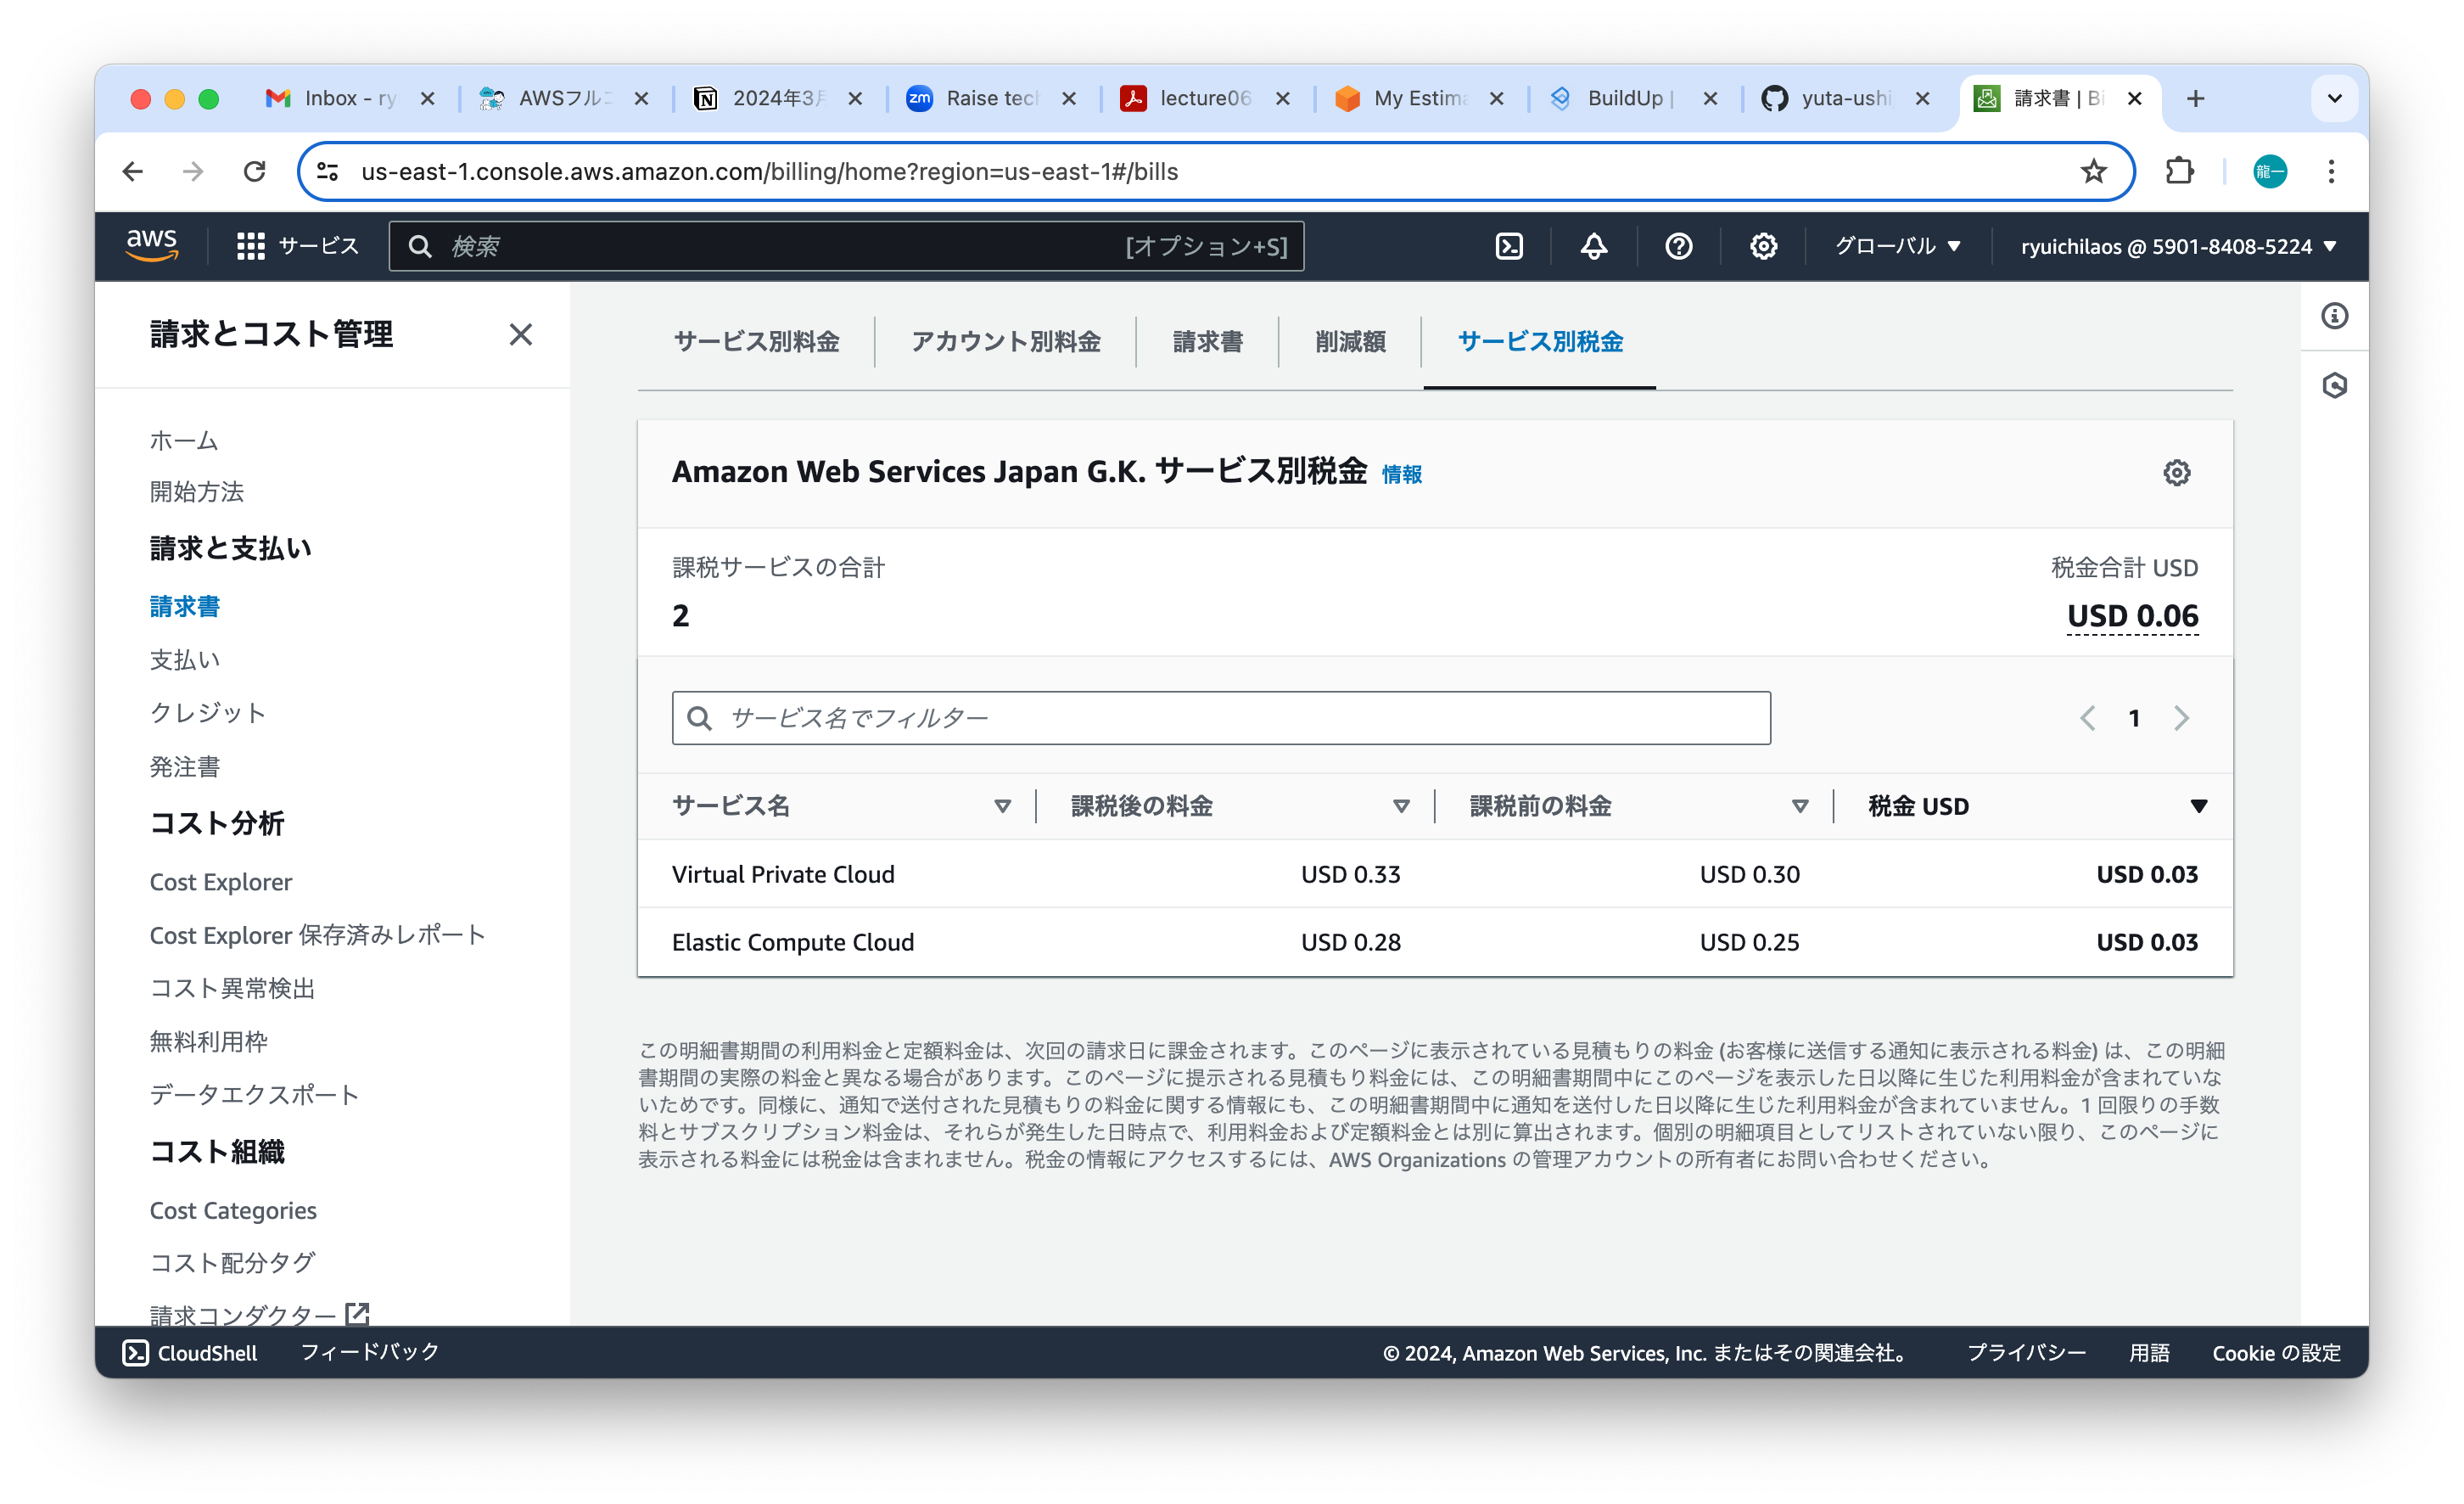 Inbox - ry
AWSフルコ
2024年3月
Raise tech
lecture06
My Estima
BuildUp |
yuta-ushi
請求書 | Bi
us-east-1.console.aws.amazon.com/billing/home?region=us-east-1#/bills
龍一
aws
サービス
検索
[オプション+S]
グローバル
ryuichilaos @ 5901-8408-5224
請求とコスト管理
ホーム
開始方法
請求と支払い
請求書
支払い
クレジット
発注書
コスト分析
Cost Explorer
Cost Explorer 保存済みレポート
コスト異常検出
無料利用枠
データエクスポート
コスト組織
Cost Categories
コスト配分タグ
請求コンダクター
サービス別料金
アカウント別料金
請求書
削減額
サービス別税金
Amazon Web Services Japan G.K. サービス別税金 情報
課税サービスの合計
2
税金合計 USD
USD 0.06
サービス名でフィルター
1
サービス名 課税後の料金 課税前の料金 税金 USD
Virtual Private Cloud USD 0.33 USD 0.30 USD 0.03
Elastic Compute Cloud USD 0.28 USD 0.25 USD 0.03
この明細書期間の利用料金と定額料金は、次回の請求日に課金されます。このページに表示されている見積もりの料金 (お客様に送信する通知に表示される料金) は、この明細
書期間の実際の料金と異なる場合があります。このページに提示される見積もり料金には、この明細書期間中にこのページを表示した日以降に生じた利用料金が含まれていな
いためです。同様に、通知で送付された見積もりの料金に関する情報にも、この明細書期間中に通知を送付した日以降に生じた利用料金が含まれていません。1 回限りの手数
料とサブスクリプション料金は、それらが発生した日時点で、利用料金および定額料金とは別に算出されます。個別の明細項目としてリストされていない限り、このページに
表示される料金には税金は含まれません。税金の情報にアクセスするには、AWS Organizations の管理アカウントの所有者にお問い合わせください。
CloudShell
フィードバック
© 2024, Amazon Web Services, Inc. またはその関連会社。
プライバシー
用語
Cookie の設定